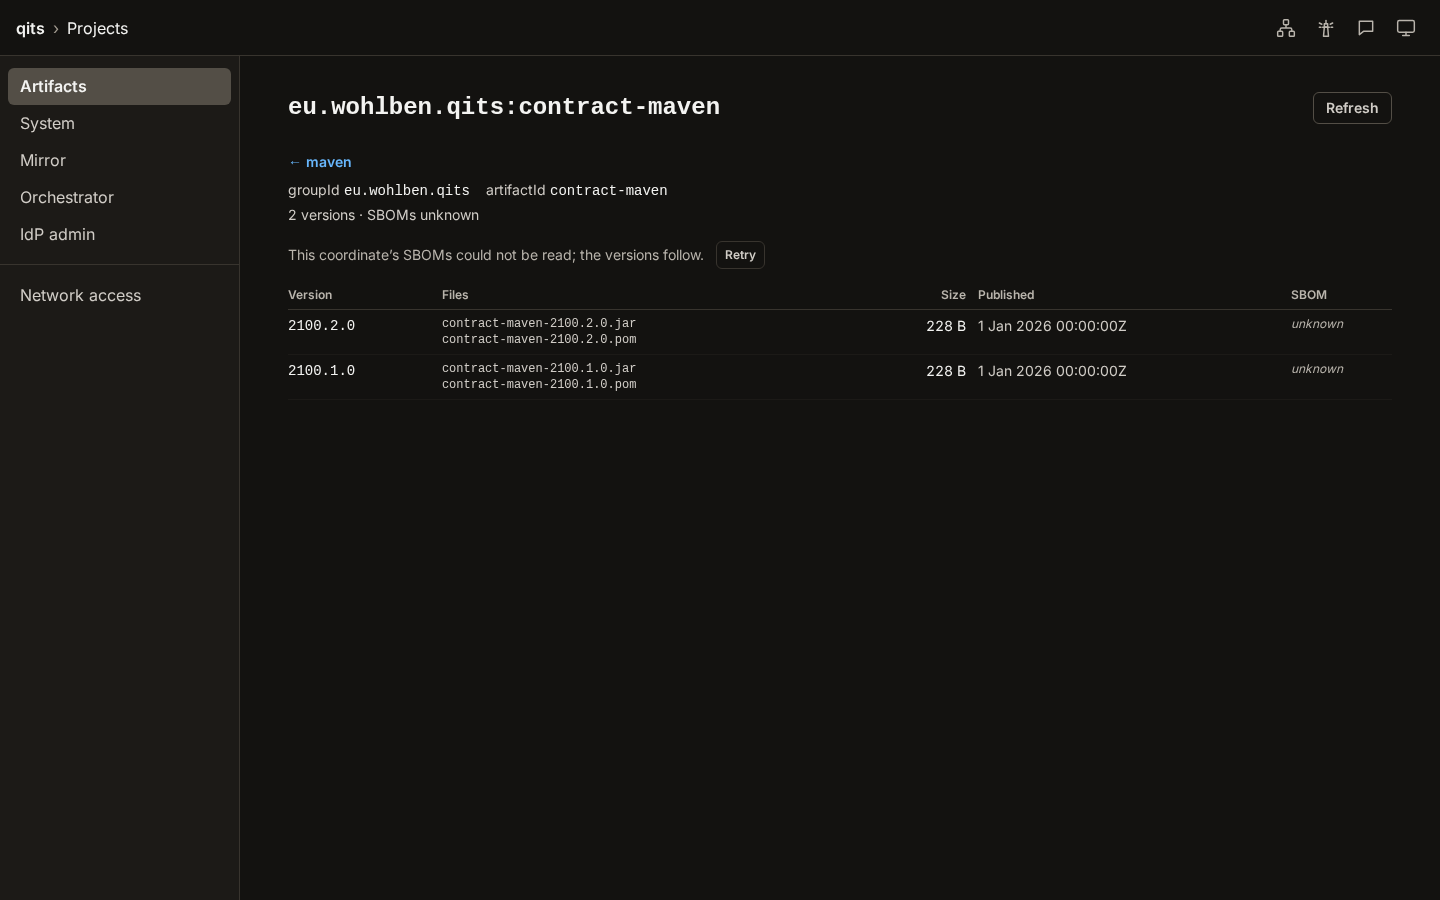 qits › Projects
Artifacts
System
Mirror
Orchestrator
IdP admin
Network access
eu.wohlben.qits:contract-maven
Refresh
← maven
groupId eu.wohlben.qits artifactId contract-maven
2 versions · SBOMs unknown
This coordinate’s SBOMs could not be read; the versions follow. Retry
Version Files Size Published SBOM
2100.2.0 contract-maven-2100.2.0.jar 228 B 1 Jan 2026 00:00:00Z unknown
contract-maven-2100.2.0.pom
2100.1.0 contract-maven-2100.1.0.jar 228 B 1 Jan 2026 00:00:00Z unknown
contract-maven-2100.1.0.pom